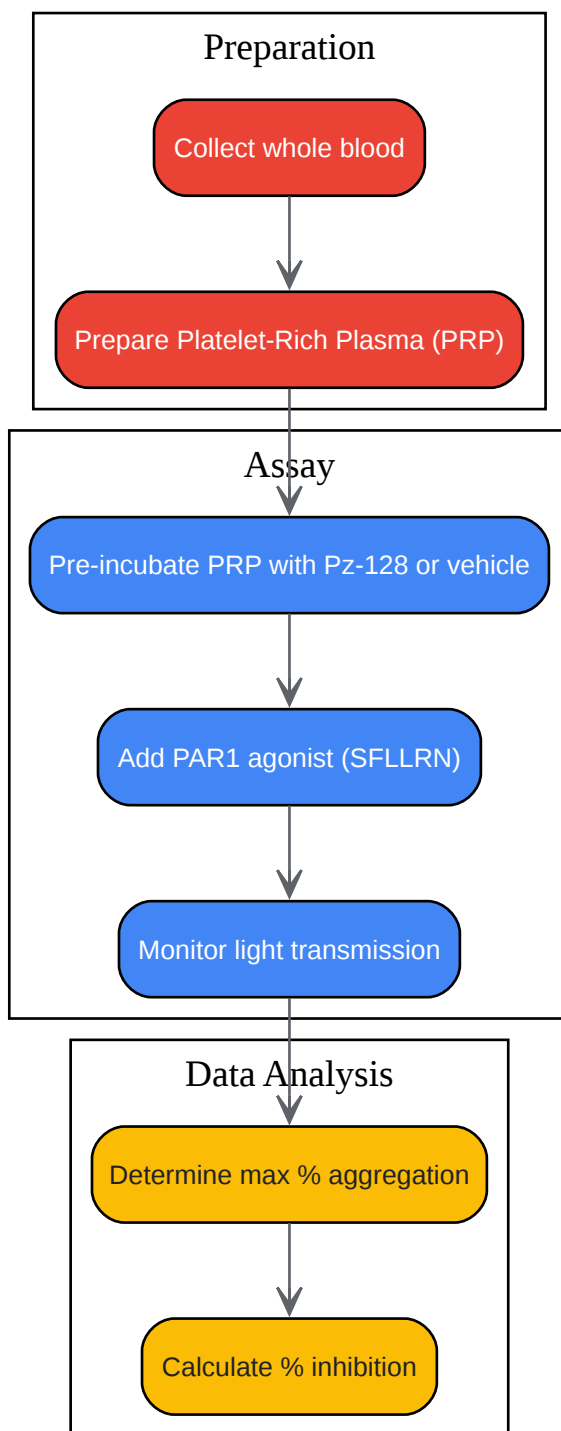 Preparation
Collect whole blood
Prepare Platelet-Rich Plasma (PRP)
Assay
Pre-incubate PRP with Pz-128 or vehicle
Add PAR1 agonist (SFLLRN)
Monitor light transmission
Data Analysis
Determine max % aggregation
Calculate % inhibition